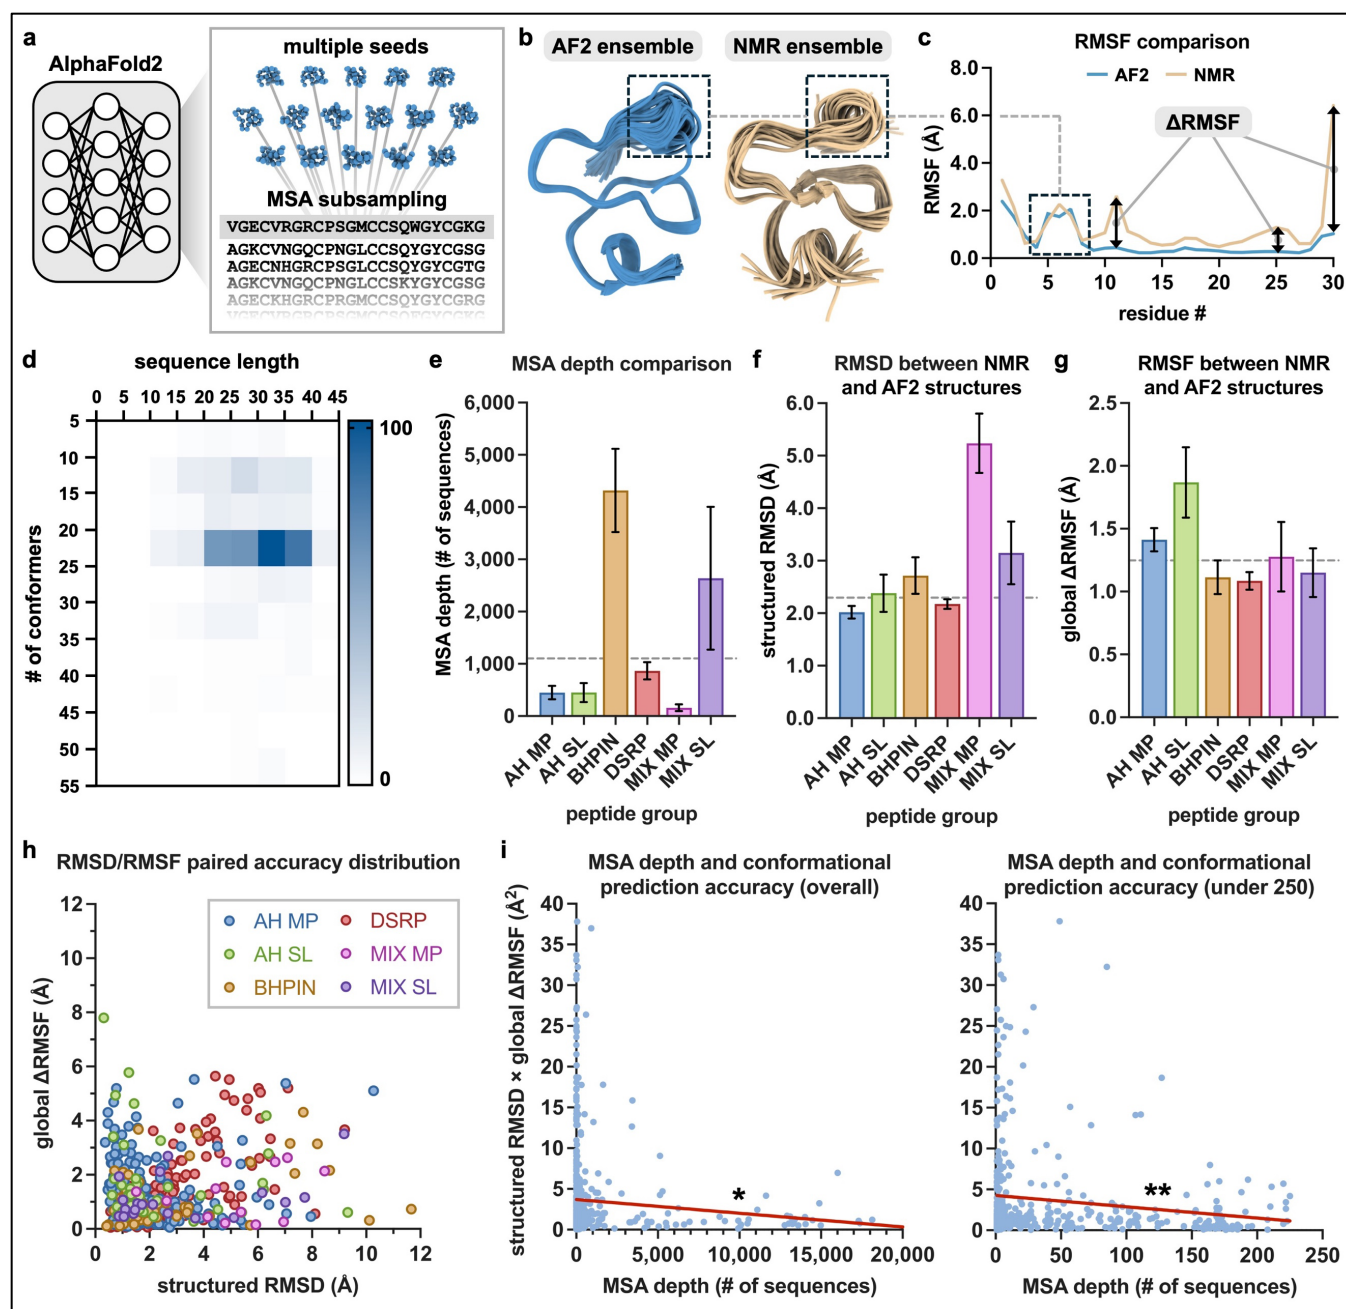 a
AlphaFold2
multiple seeds
MSA subsampling
VGECVRGRCPSGMCCSQWGYCGKG
AGKCVNGQCPNGLCCSQYGYCGSG
AGECNHGRCPRGLCCSQYGYCGTG
AGKCVNGQCPNGLCCSKYGYCGSG
AGECKHGRCPRGMCCSQYGYCGRG
b
AF2 ensemble
NMR ensemble
c
RMSF comparison
AF2
NMR
ΔRMSF
RMSF (Å)
8.0
6.0
4.0
2.0
0.0
0 5 10 15 20 25 30
residue #
d
sequence length
0 5 10 15 20 25 30 35 40 45
# of conformers
5
10
15
20
25
30
35
40
45
50
55
100
0
e
MSA depth comparison
MSA depth (# of sequences)
6,000
5,000
4,000
3,000
2,000
1,000
0
AH MP
AH SL
BHPIN
DSRP
MIX MP
MIX SL
peptide group
f
RMSD between NMR
and AF2 structures
structured RMSD (Å)
6.0
5.0
4.0
3.0
2.0
1.0
0.0
AH MP
AH SL
BHPIN
DSRP
MIX MP
MIX SL
peptide group
g
RMSF between NMR
and AF2 structures
global ΔRMSF (Å)
2.5
2.0
1.5
1.0
0.5
0.0
AH MP
AH SL
BHPIN
DSRP
MIX MP
MIX SL
peptide group
h
RMSD/RMSF paired accuracy distribution
global ΔRMSF (Å)
12
10
8
6
4
2
0
AH MP
AH SL
BHPIN
DSRP
MIX MP
MIX SL
0 2 4 6 8 10 12
structured RMSD (Å)
i
MSA depth and conformational
prediction accuracy (overall)
structured RMSD × global ΔRMSF (Å²)
40
35
30
25
20
15
10
5
0
*
0 5,000 10,000 15,000 20,000
MSA depth (# of sequences)
MSA depth and conformational
prediction accuracy (under 250)
40
35
30
25
20
15
10
5
0
**
0 50 100 150 200 250
MSA depth (# of sequences)